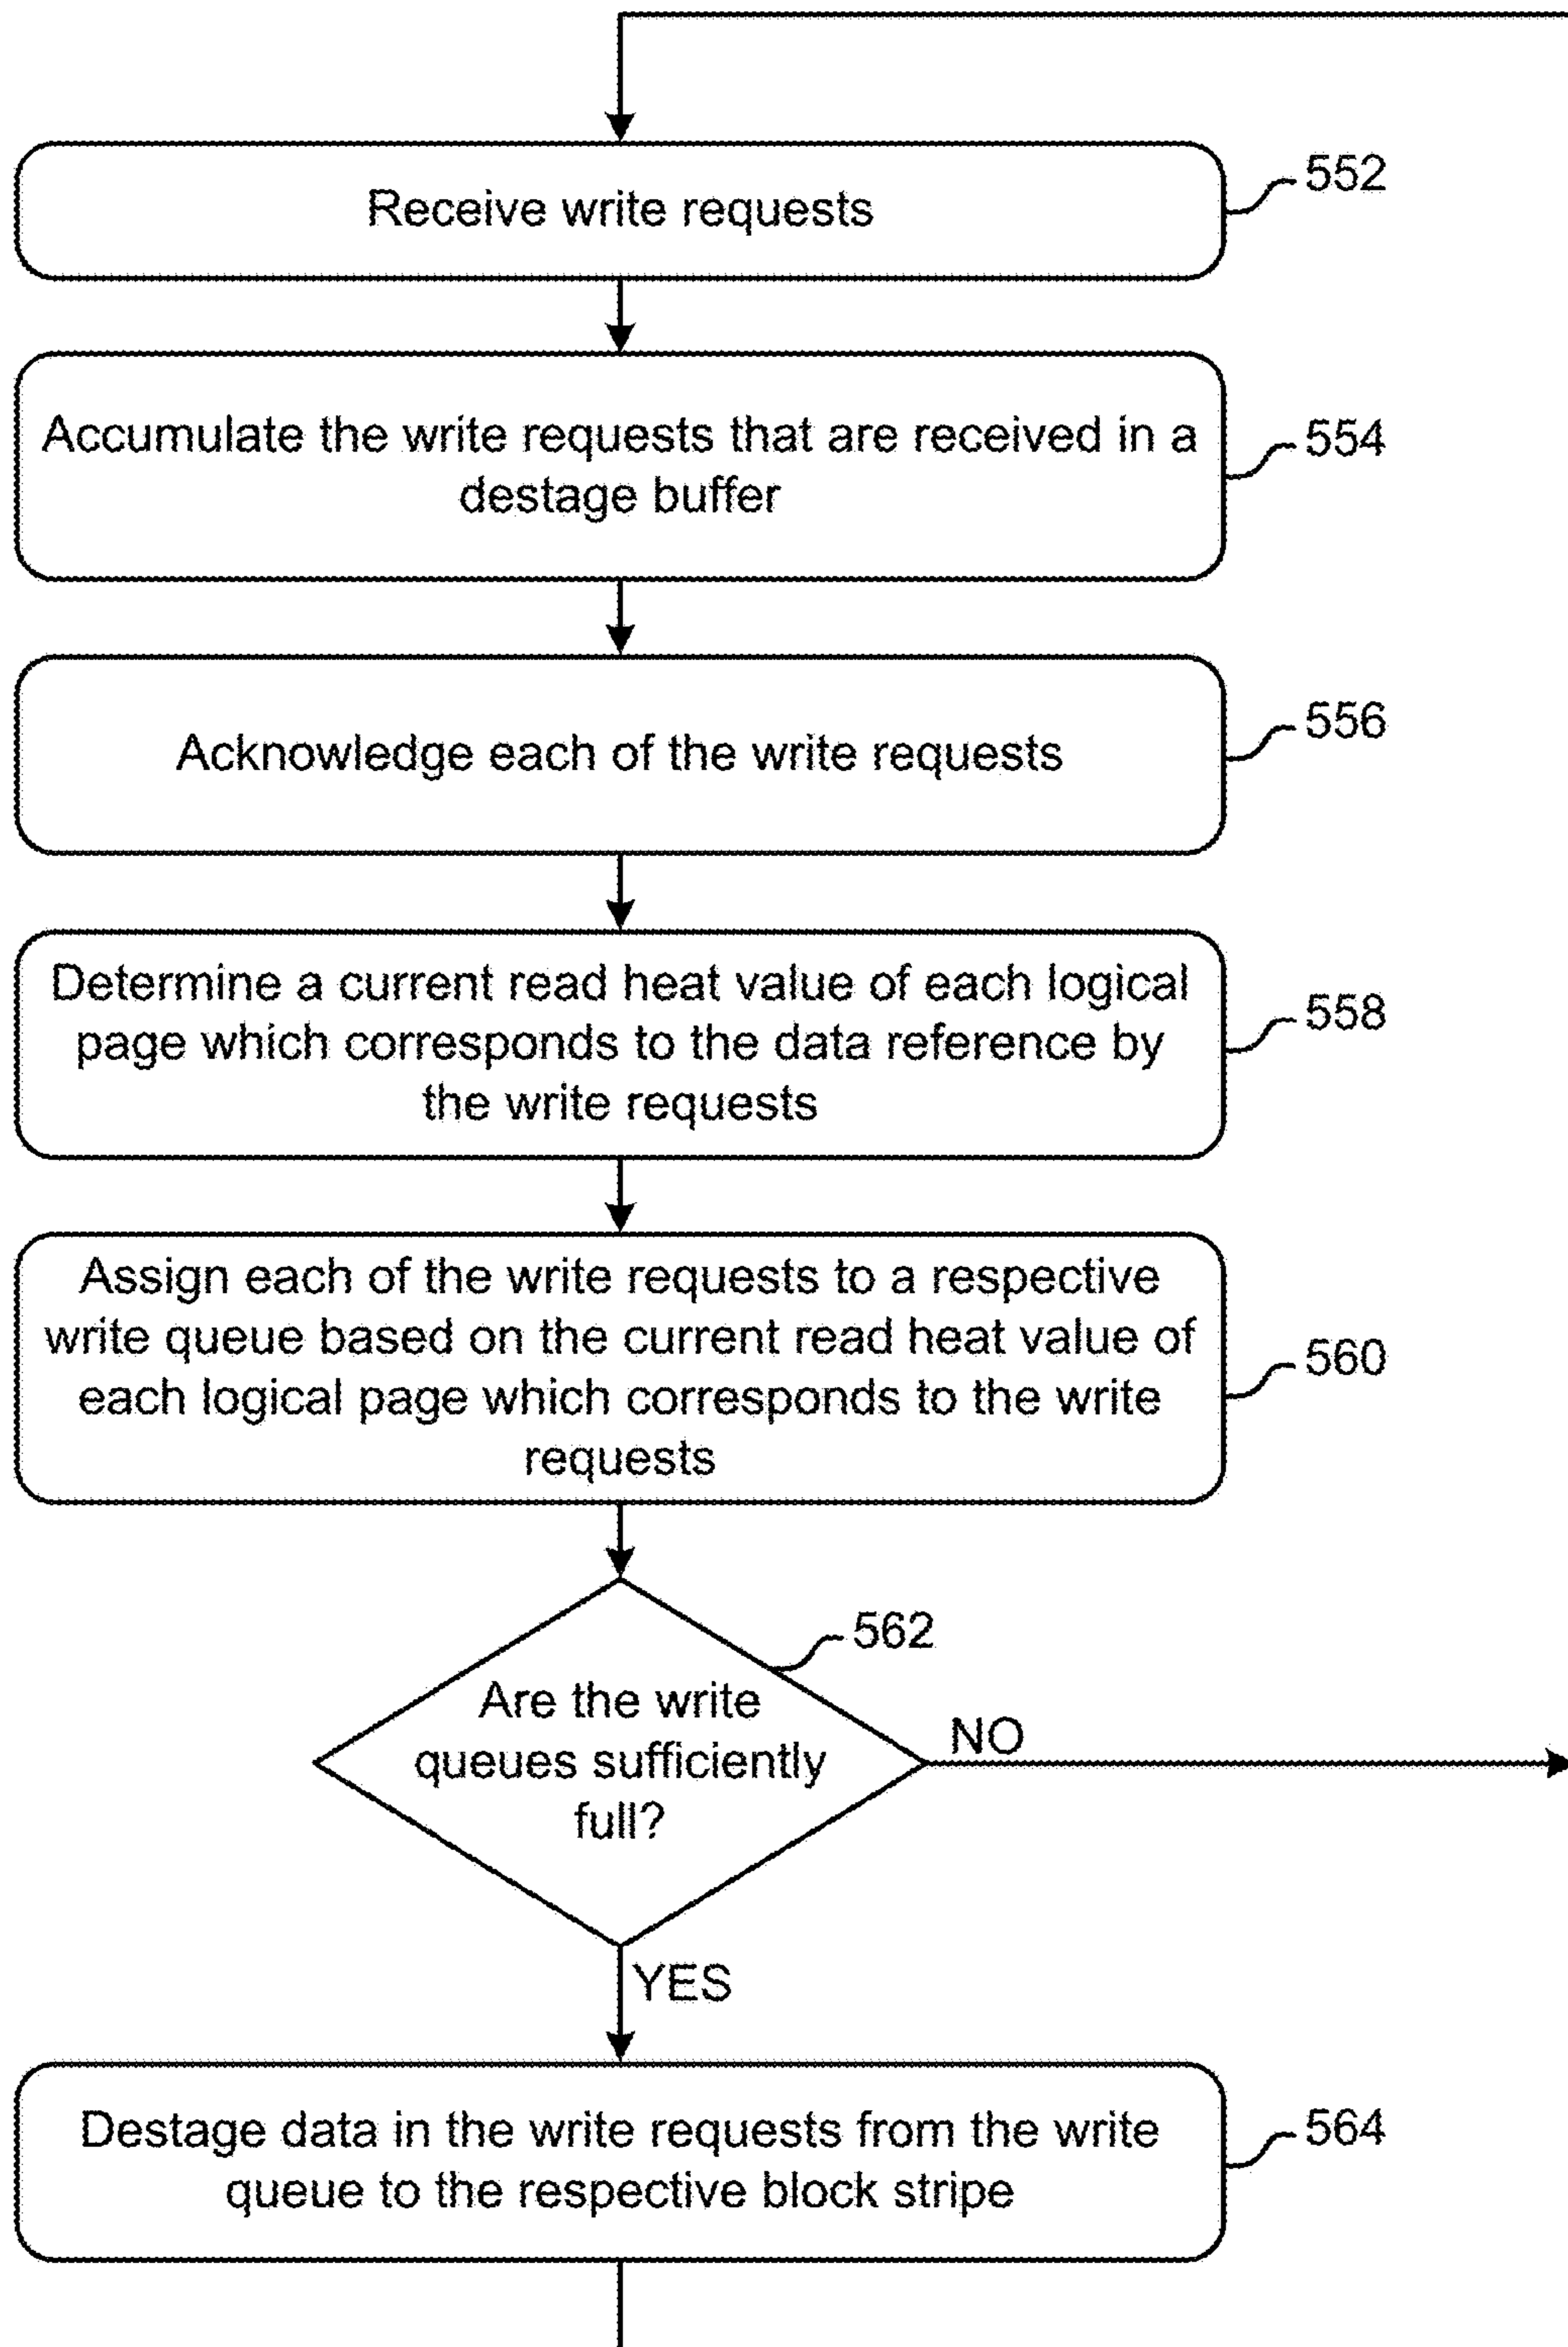 Receive write requests
552
Accumulate the write requests that are received in a
destage buffer
554
Acknowledge each of the write requests
556
Determine a current read heat value of each logical
page which corresponds to the data reference by
the write requests
558
Assign each of the write requests to a respective
write queue based on the current read heat value of
each logical page which corresponds to the write
requests
560
Are the write
queues sufficiently
full?
562
NO
YES
Destage data in the write requests from the write
queue to the respective block stripe
564